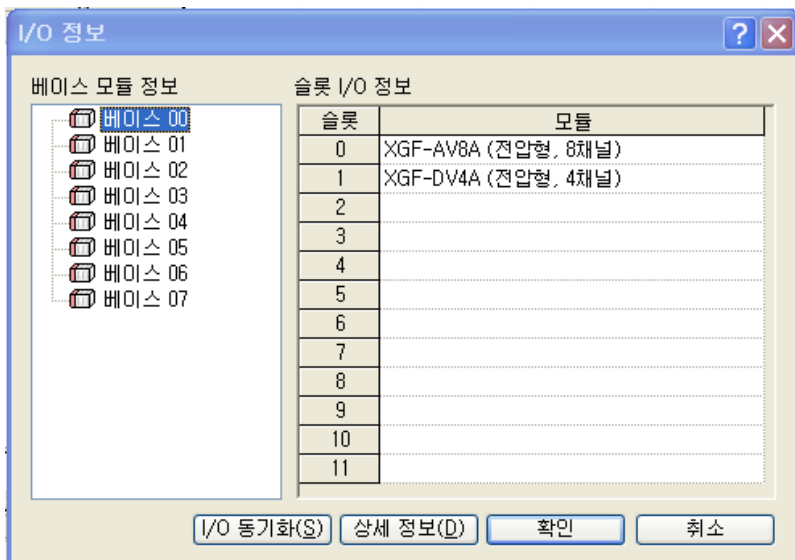 I/O 정보
베이스 모듈 정보
베이스 00
베이스 01
베이스 02
베이스 03
베이스 04
베이스 05
베이스 06
베이스 07
슬롯 I/O 정보
슬롯 모듈
0 XGF-AV8A (전압형, 8채널)
1 XGF-DV4A (전압형, 4채널)
2
3
4
5
6
7
8
9
10
11
I/O 동기화(S) 상세 정보(D) 확인 취소